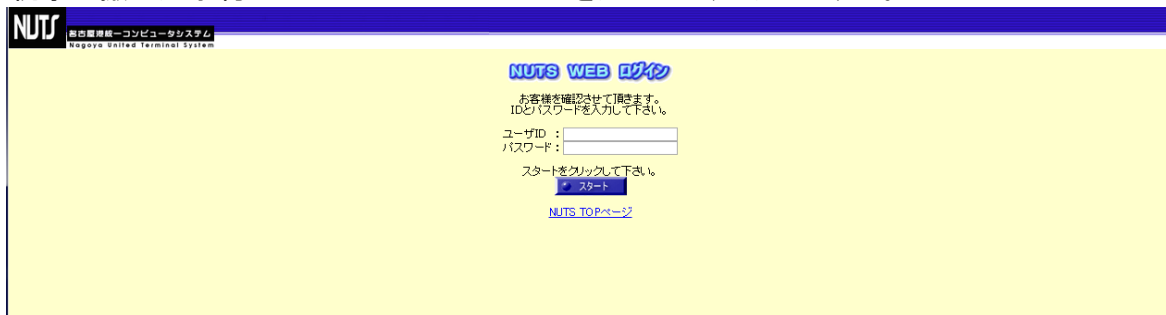 NUTS
名古屋港統一コンピュータシステム
Nagoya United Terminal System
NUTS WEB ログイン
お客様を確認させて頂きます。
IDとパスワードを入力して下さい。
ユーザID :
パスワード :
スタートをクリックして下さい。
スタート
NUTS TOPページ